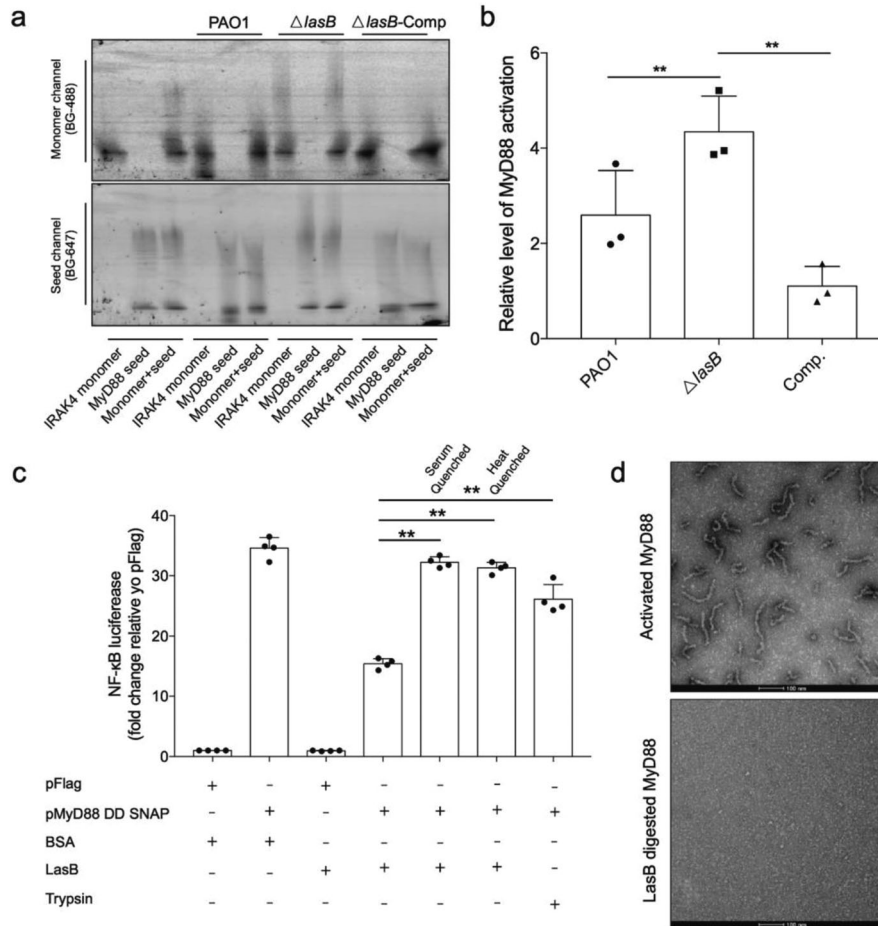 a
PAO1
△lasB
△lasB-Comp
Monomer channel
(BG-488
Seed channel
(BG-647)
IRAK4 monomer
MyD88 seed
Monomer+seed
IRAK4 monomer
MyD88 seed
Monomer+seed
IRAK4 monomer
MyD88 seed
Monomer+seed
IRAK4 monomer
MyD88 seed
Monomer+seed
b
Relative level of MyD88 activation
6
4
2
0
**
**
PAO1
△lasB
Comp.
c
NF-κB luciferease
(fold change relative yo pFlag)
40
30
20
10
0
Serum
Quenched
Heat
Quenched
**
**
**
pFlag + - + - - - -
pMyD88 DD SNAP - + - + + + +
BSA + + - - - - -
LasB - - + + + + -
Trypsin - - - - - - +
d
Activated MyD88
100 nm
LasB digested MyD88
100 nm